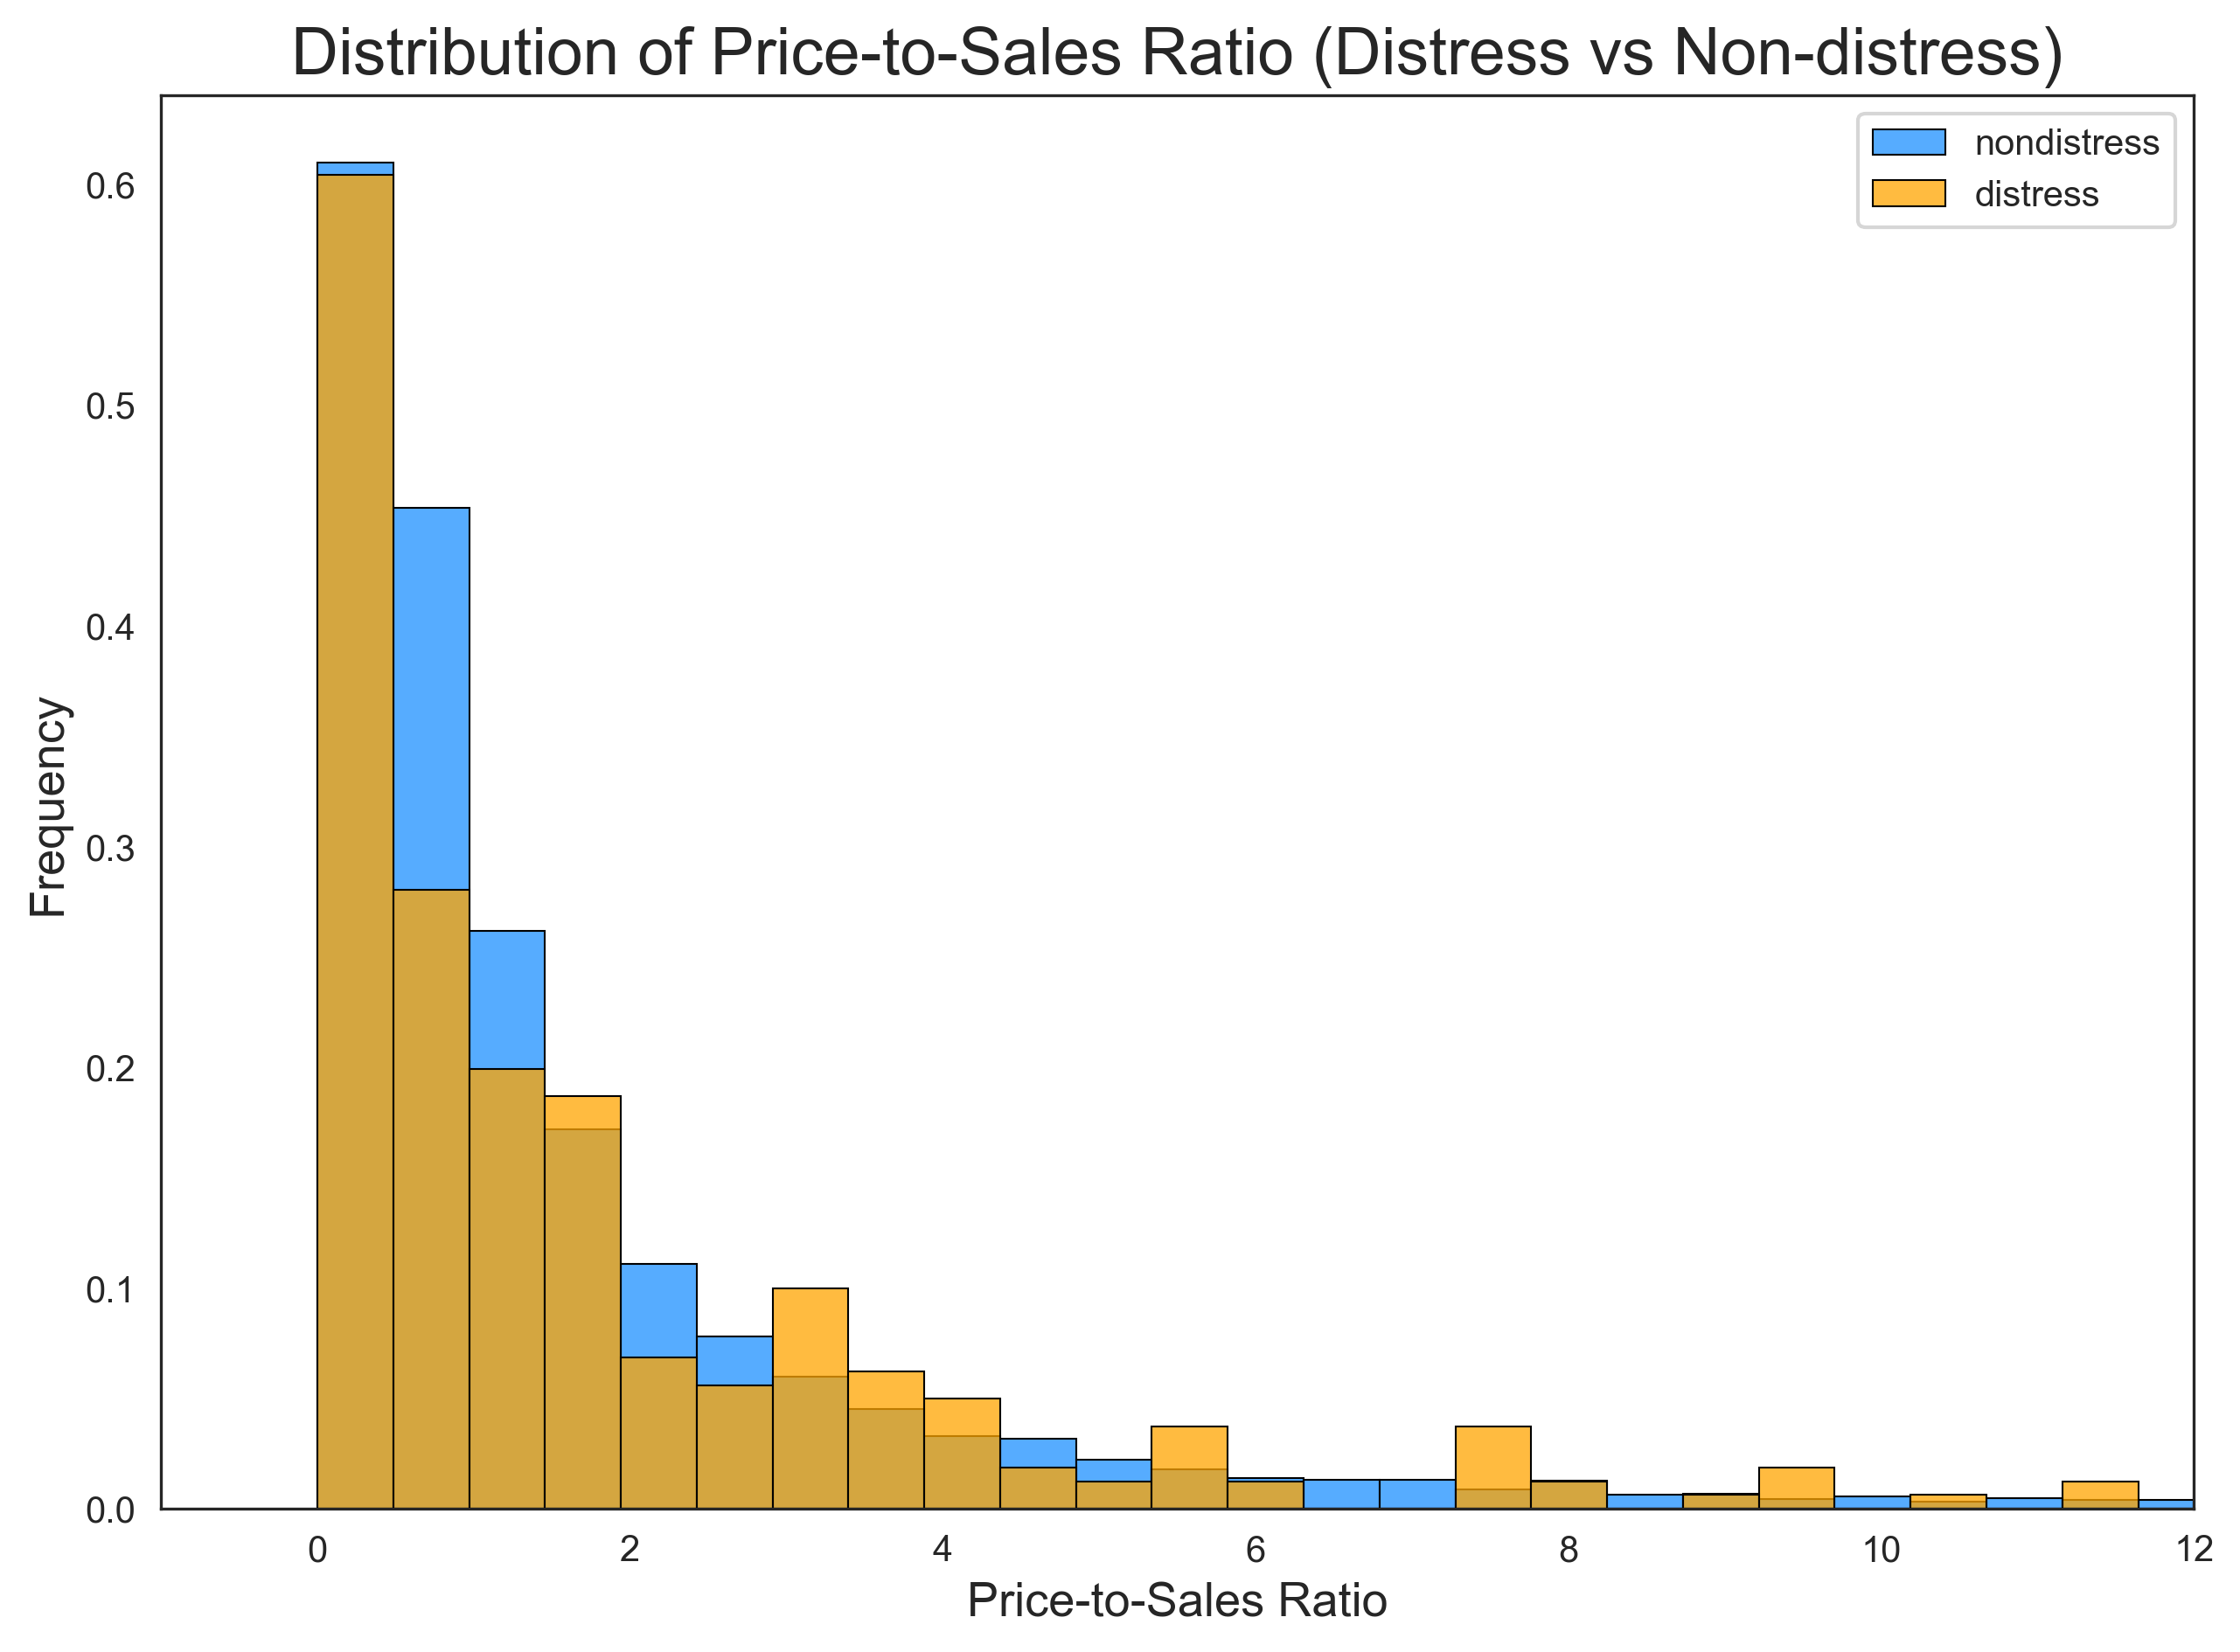 Distribution of Price-to-Sales Ratio (Distress vs Non-distress)
nondistress
distress
0.6
0.5
0.4
0.3
0.2
0.1
0.0
Frequency
0 2 4 6 8 10 12
Price-to-Sales Ratio